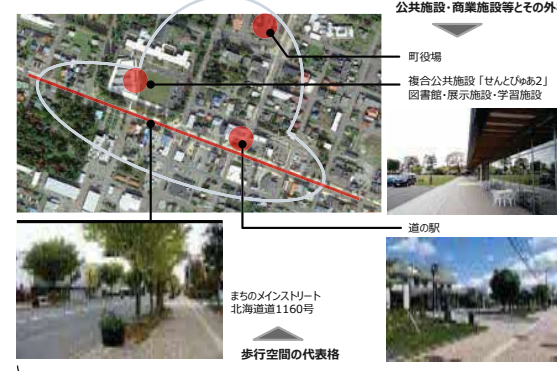 公共施設・商業施設等とその外
町役場
複合公共施設「せんとぴゅあ2」
図書館・展示施設・学習施設
道の駅
まちのメインストリート
北海道道1160号
歩行空間の代表格